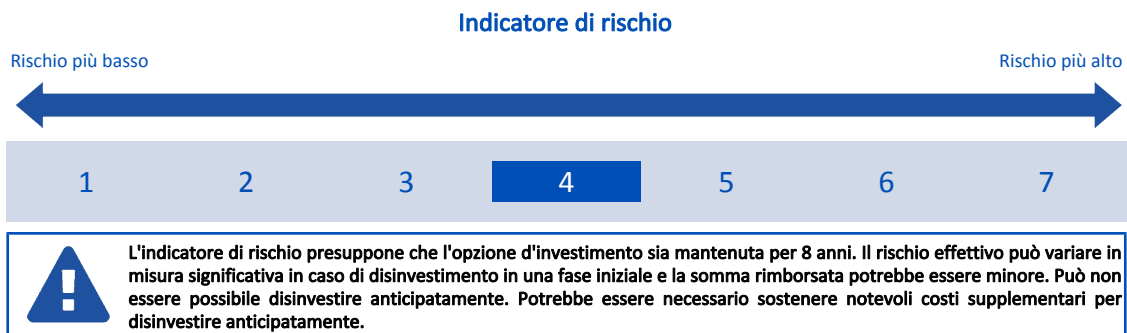 Indicatore di rischio
Rischio più basso Rischio più alto
1 2 3 4 5 6 7
L'indicatore di rischio presuppone che l'opzione d'investimento sia mantenuta per 8 anni. Il rischio effettivo può variare in
misura significativa in caso di disinvestimento in una fase iniziale e la somma rimborsata potrebbe essere minore. Può non
essere possibile disinvestire anticipatamente. Potrebbe essere necessario sostenere notevoli costi supplementari per
disinvestire anticipatamente.